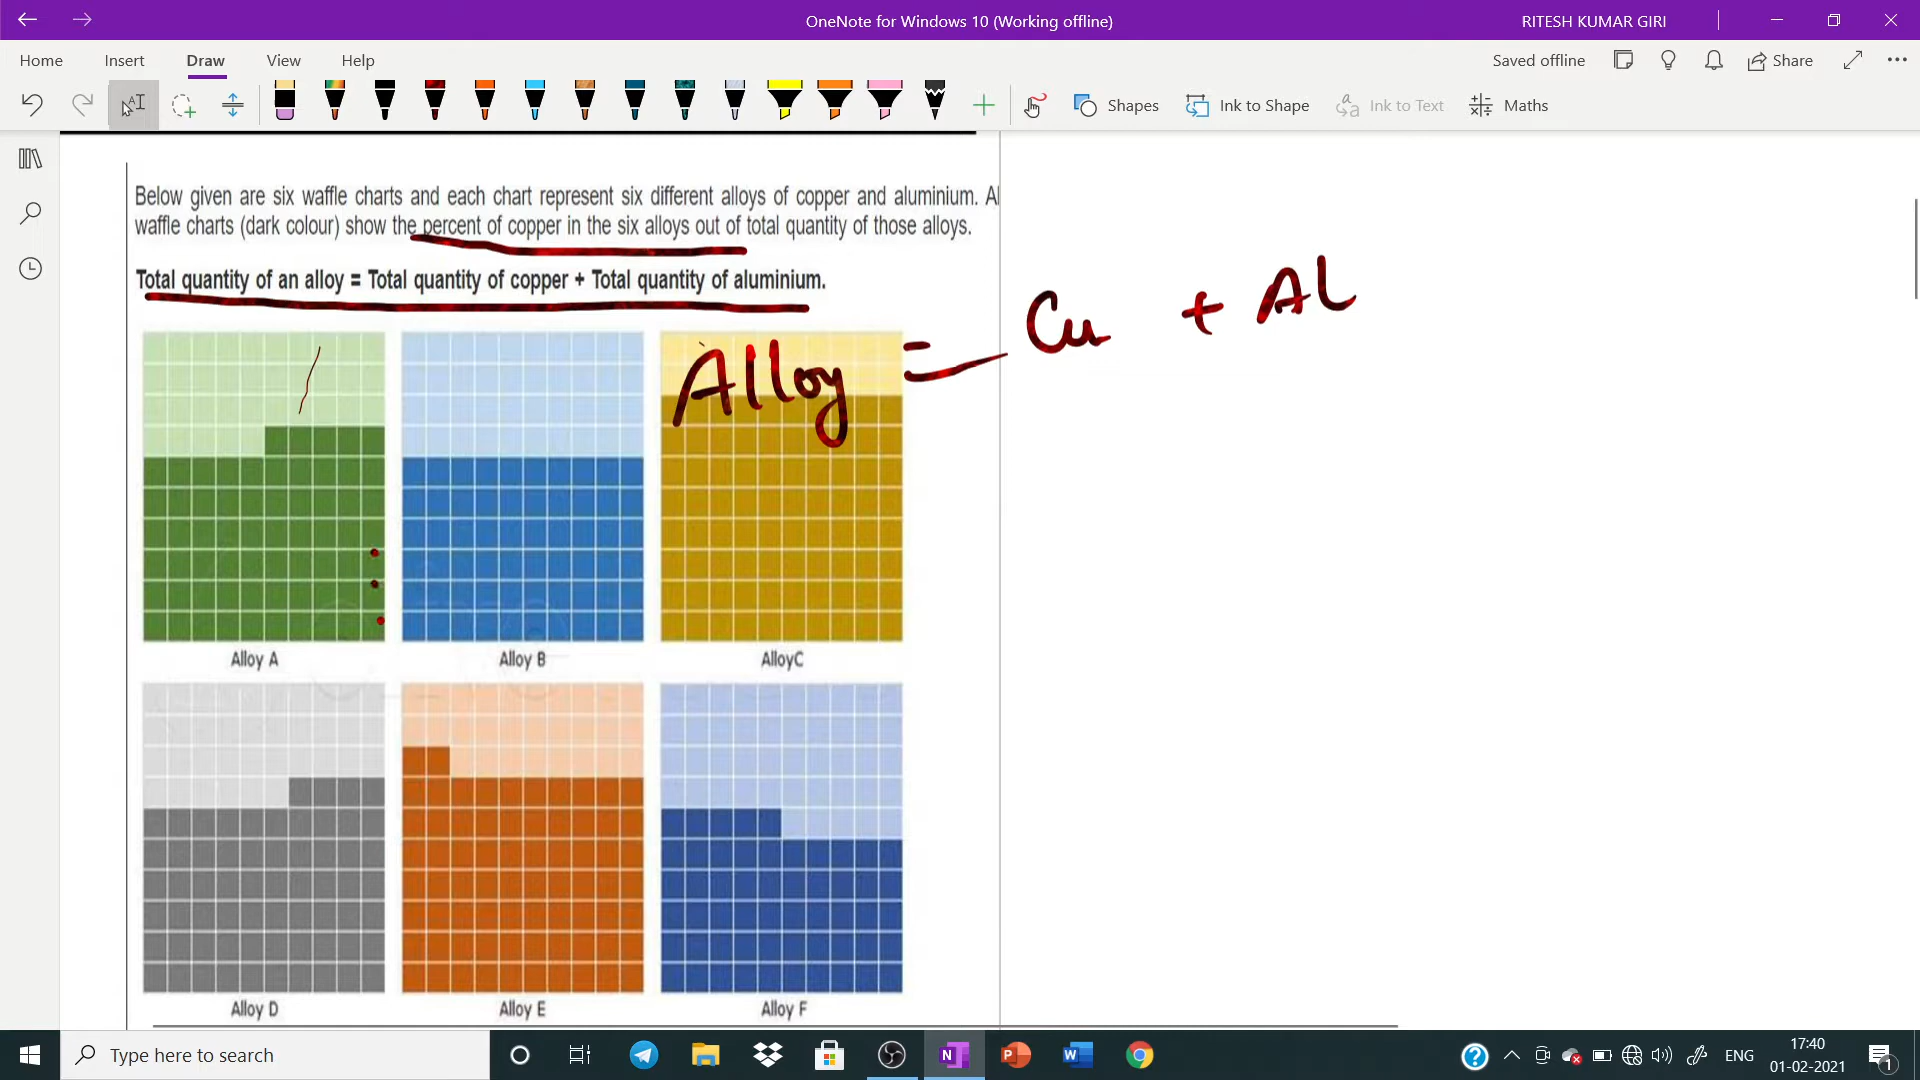 OneNote for Windows 10 (Working offline)
RITESH KUMAR GIRI
Home Insert Draw View Help
Saved offline
Share
Shapes
Ink to Shape
Ink to Text
Maths
Below given are six waffle charts and each chart represent six different alloys of copper and aluminium. Al
waffle charts (dark colour) show the percent of copper in the six alloys out of total quantity of those alloys.
Total quantity of an alloy = Total quantity of copper + Total quantity of aluminium.
Alloy = Cu + Al
Alloy A Alloy B AlloyC
Alloy D Alloy E Alloy F
Type here to search
ENG
17:40
01-02-2021
1